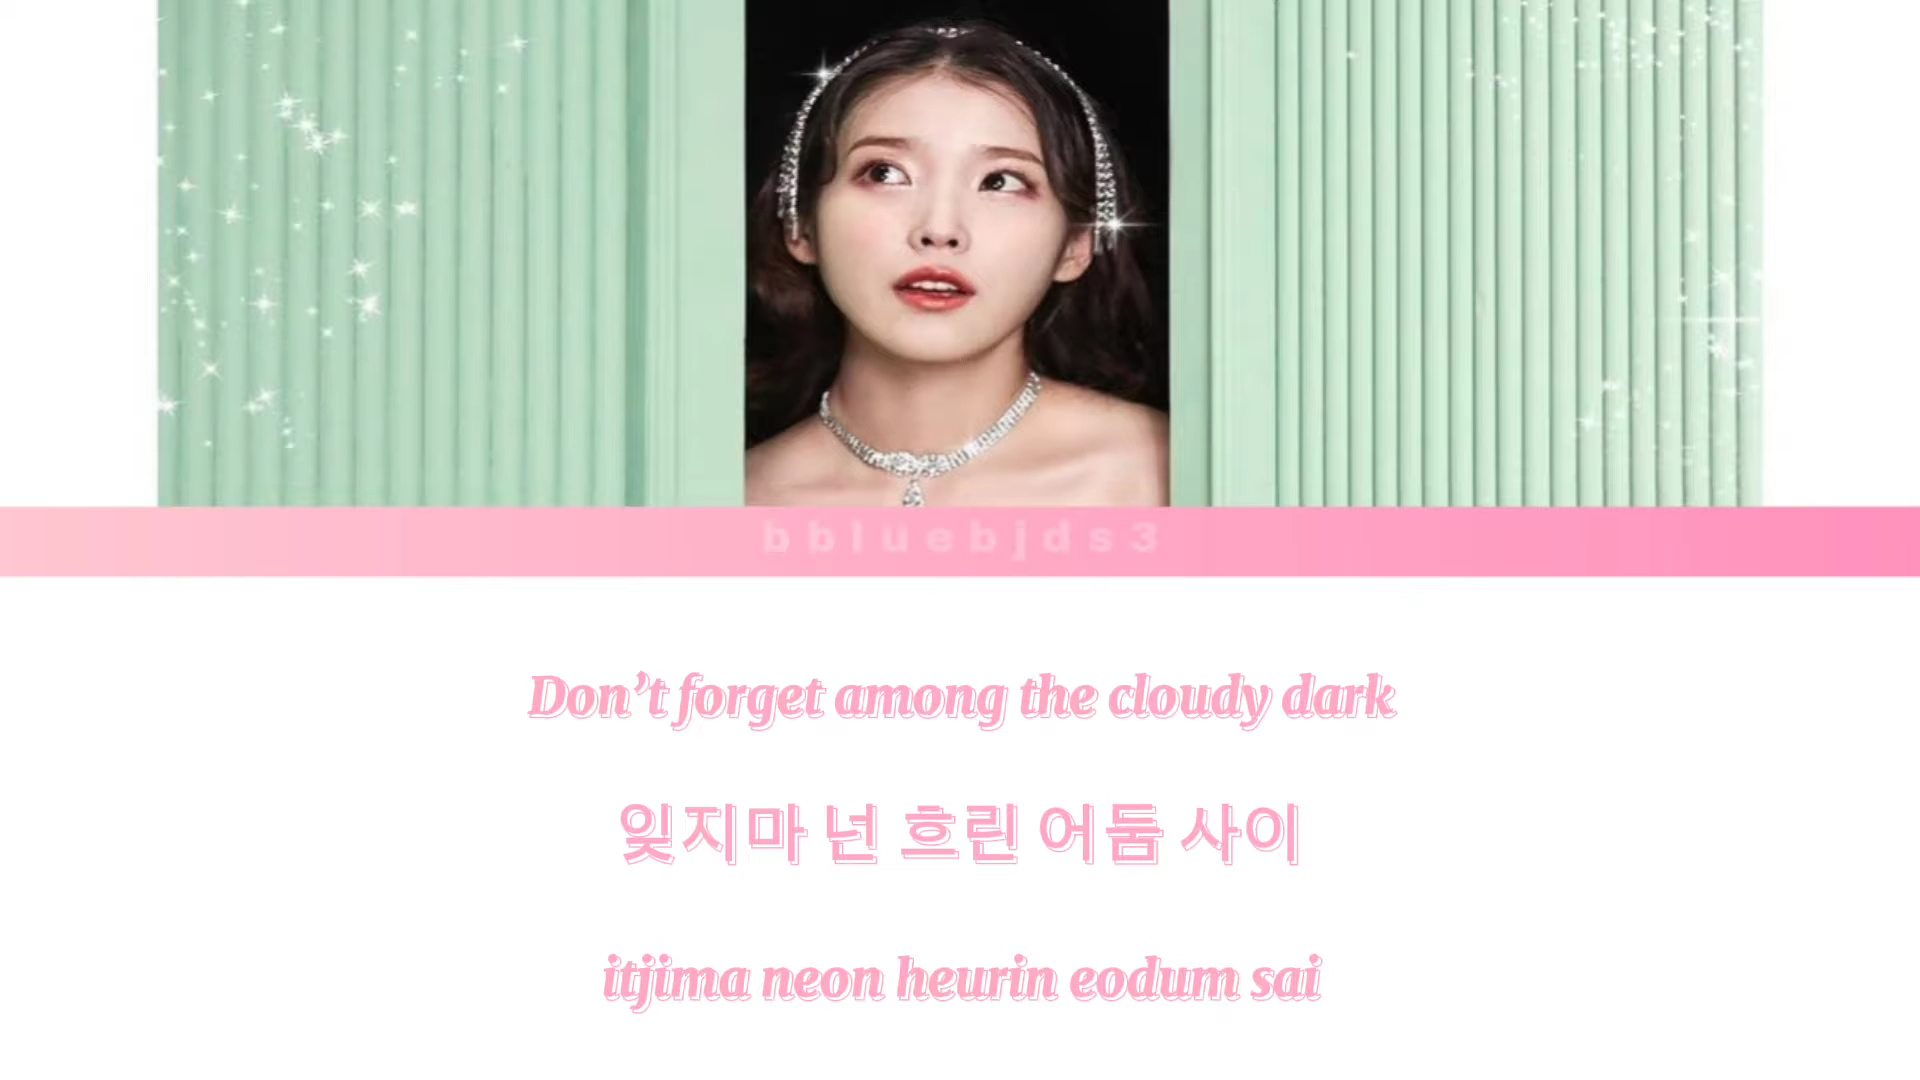 bbluebjds3
Don’t forget among the cloudy dark
잊지마 넌 흐린 어둠 사이
itjima neon heurin eodum sai